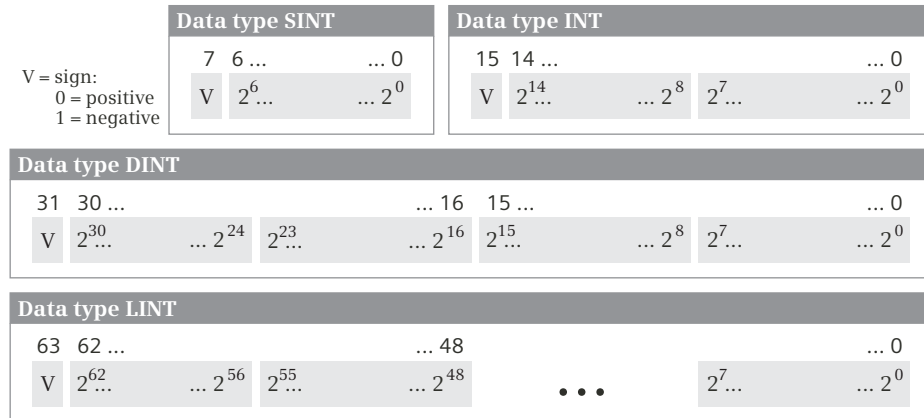 Data type SINT
7 6 ... ... 0
V = sign:
0 = positive
1 = negative
V 2^6... ... 2^0
Data type INT
15 14 ... ... 0
V 2^14... ... 2^8 2^7... ... 2^0
Data type DINT
31 30 ... ... 16 15 ... ... 0
V 2^30... ... 2^24 2^23... ... 2^16 2^15... ... 2^8 2^7... ... 2^0
Data type LINT
63 62 ... ... 48 ... 0
V 2^62... ... 2^56 2^55... ... 2^48 ... 2^7... ... 2^0